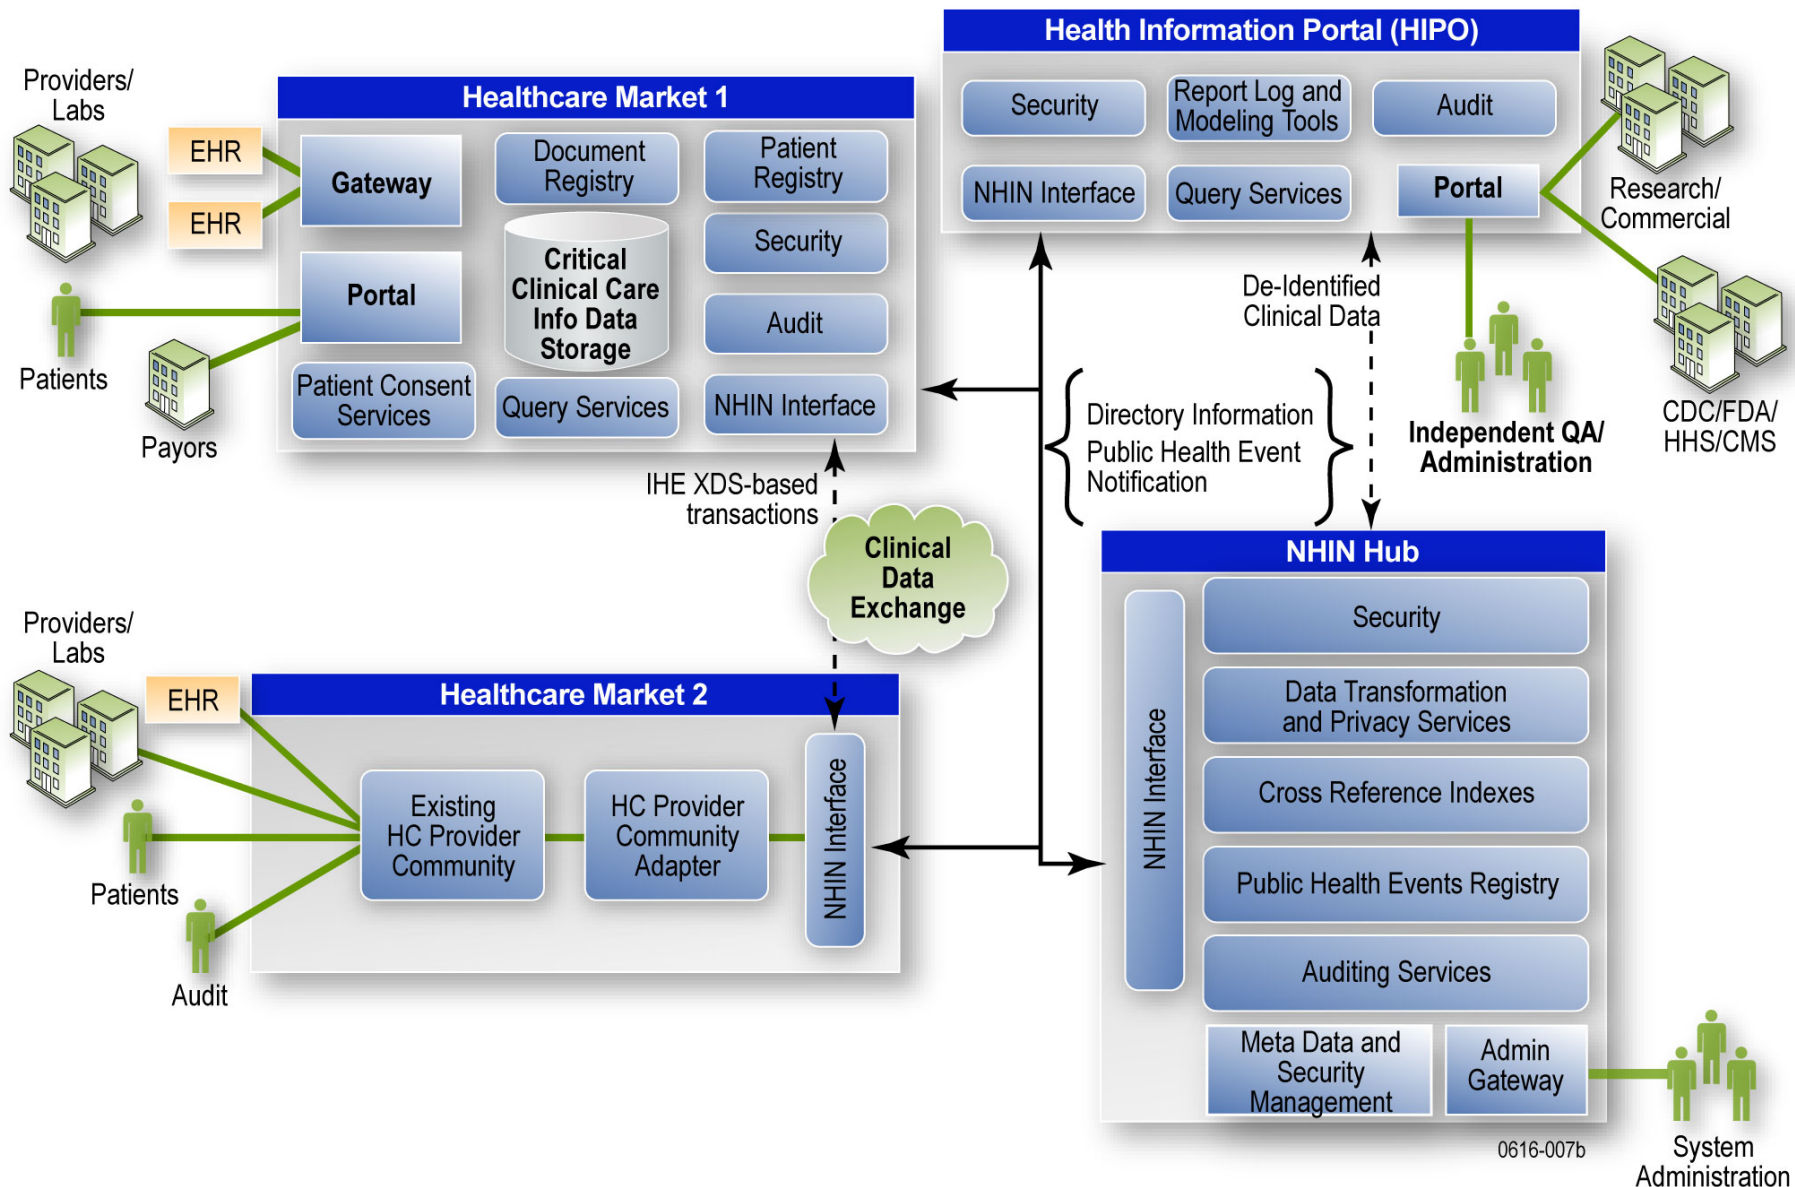 Health Information Portal (HIPO)
Security
Report Log and
Modeling Tools
Audit
NHIN Interface
Query Services
Portal
Research/
Commercial
CDC/FDA/
HHS/CMS
Independent QA/
Administration
De-Identified
Clinical Data
Providers/
Labs
EHR
EHR
Patients
Payors
Healthcare Market 1
Gateway
Document
Registry
Patient
Registry
Portal
Critical
Clinical Care
Info Data
Storage
Security
Audit
Patient Consent
Services
Query Services
NHIN Interface
Directory Information
Public Health Event
Notification
IHE XDS-based
transactions
Clinical
Data
Exchange
Providers/
Labs
EHR
Patients
Audit
Healthcare Market 2
Existing
HC Provider
Community
HC Provider
Community
Adapter
NHIN Interface
NHIN Hub
NHIN Interface
Security
Data Transformation
and Privacy Services
Cross Reference Indexes
Public Health Events Registry
Auditing Services
Meta Data and
Security
Management
Admin
Gateway
0616-007b
System
Administration